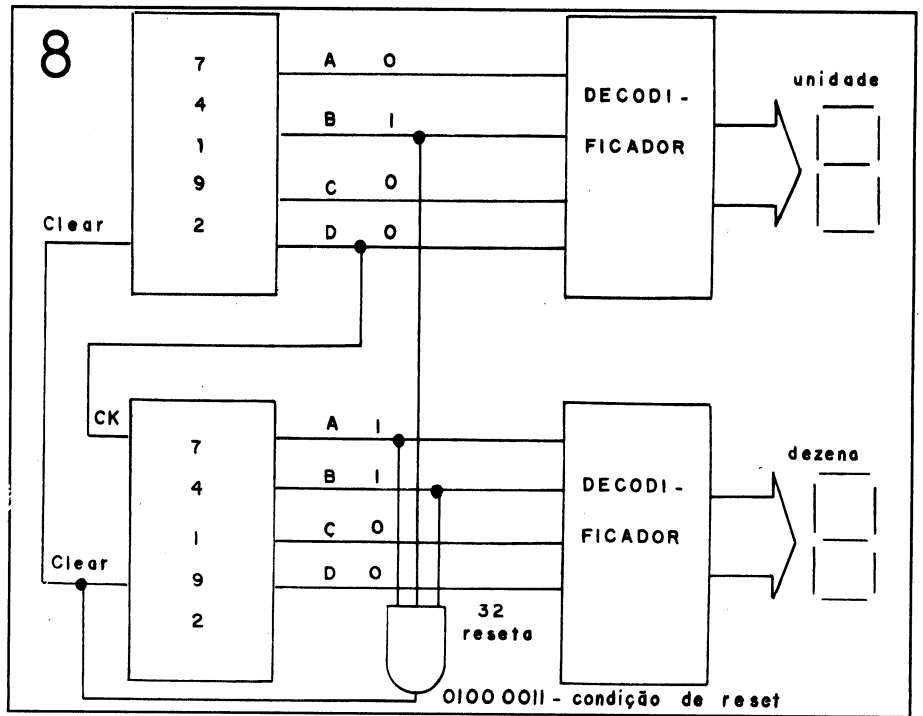 8
7
4
1
9
2
A 0
B 1
C 0
D 0
DECODI -
FICADOR
unidade
Clear
CK
7
4
1
9
2
A 1
B 1
Ç 0
D 0
DECODI -
FICADOR
dezena
Clear
32
reseta
0100 0011 - condição de reset